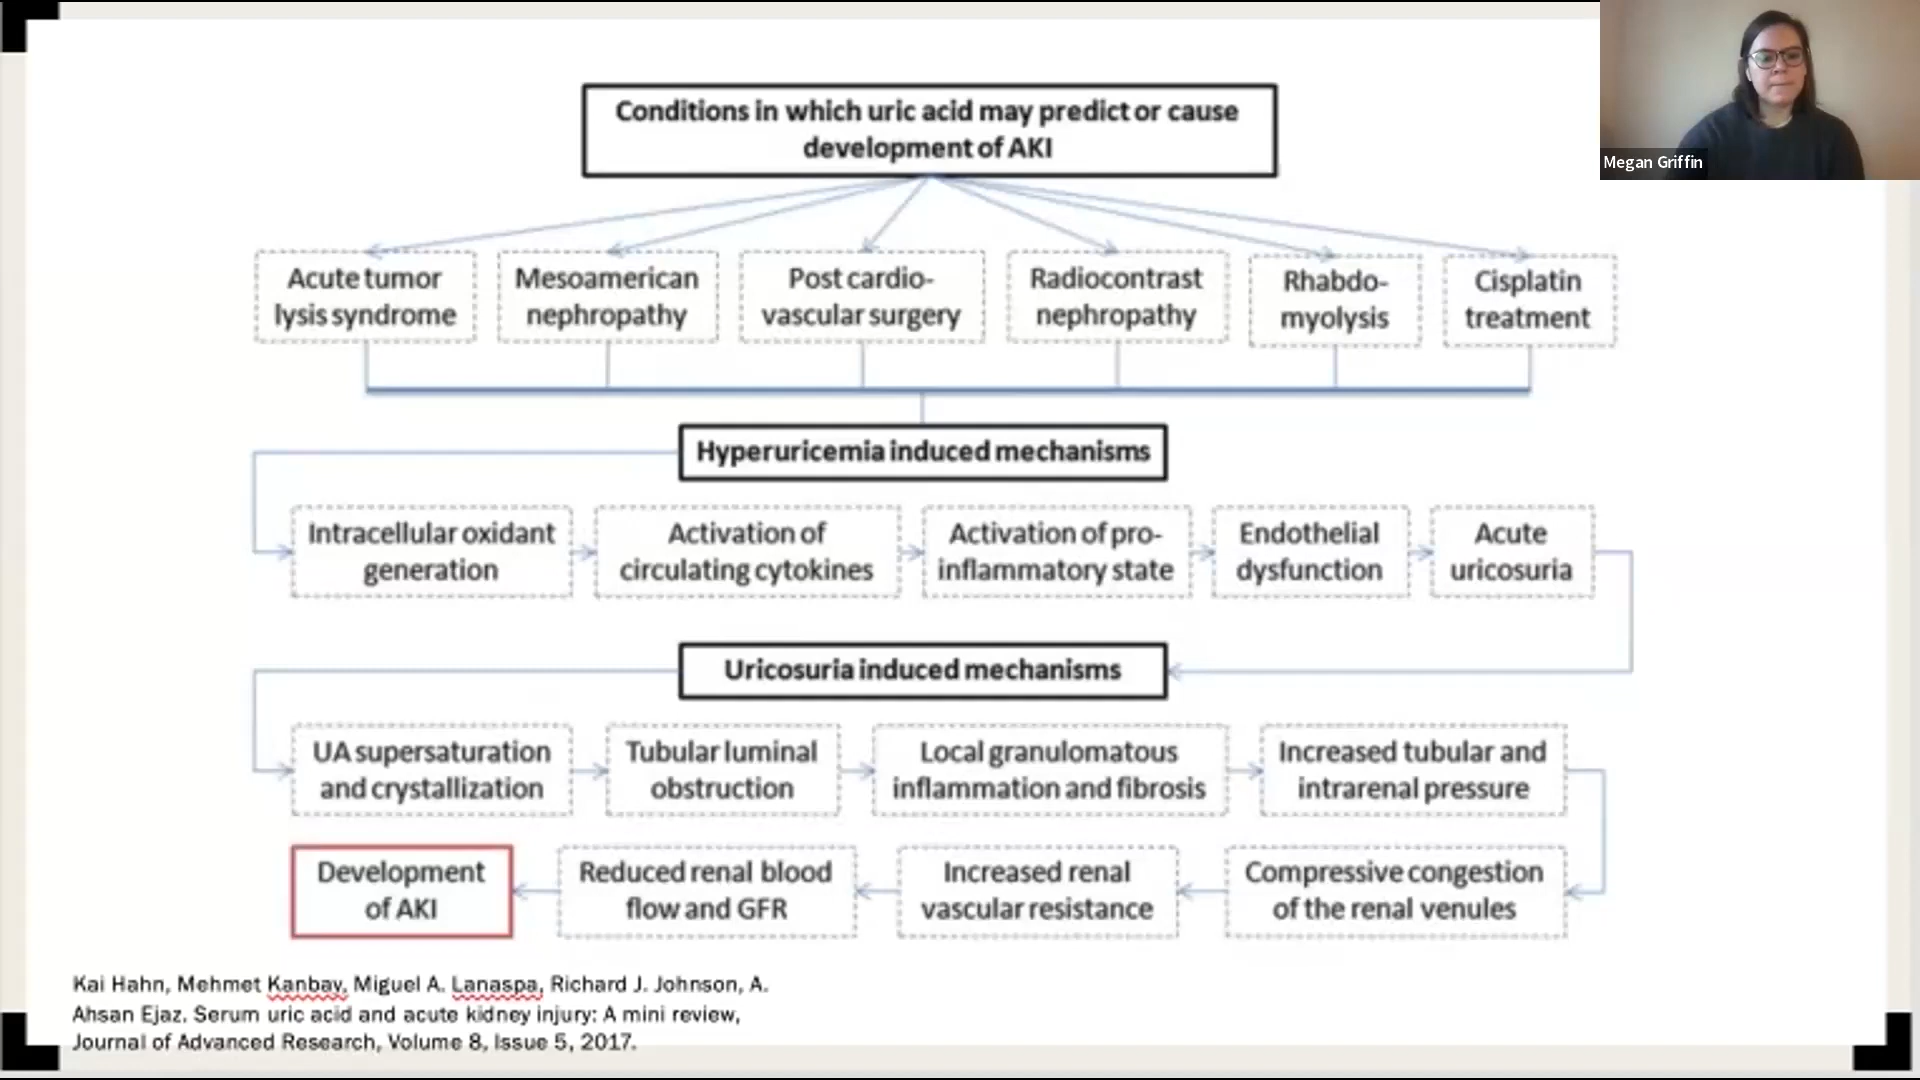 Conditions in which uric acid may predict or cause
development of AKI
Megan Griffin
Acute tumor
lysis syndrome
Mesoamerican
nephropathy
Post cardio-
vascular surgery
Radiocontrast
nephropathy
Rhabdo-
myolysis
Cisplatin
treatment
Hyperuricemia induced mechanisms
Intracellular oxidant
generation
Activation of
circulating cytokines
Activation of pro-
inflammatory state
Endothelial
dysfunction
Acute
uricosuria
Uricosuria induced mechanisms
UA supersaturation
and crystallization
Tubular luminal
obstruction
Local granulomatous
inflammation and fibrosis
Increased tubular and
intrarenal pressure
Development
of AKI
Reduced renal blood
flow and GFR
Increased renal
vascular resistance
Compressive congestion
of the renal venules
Kai Hahn, Mehmet Kanbay, Miguel A. Lanaspa, Richard J. Johnson, A.
Ahsan Ejaz. Serum uric acid and acute kidney injury: A mini review,
Journal of Advanced Research, Volume 8, Issue 5, 2017.